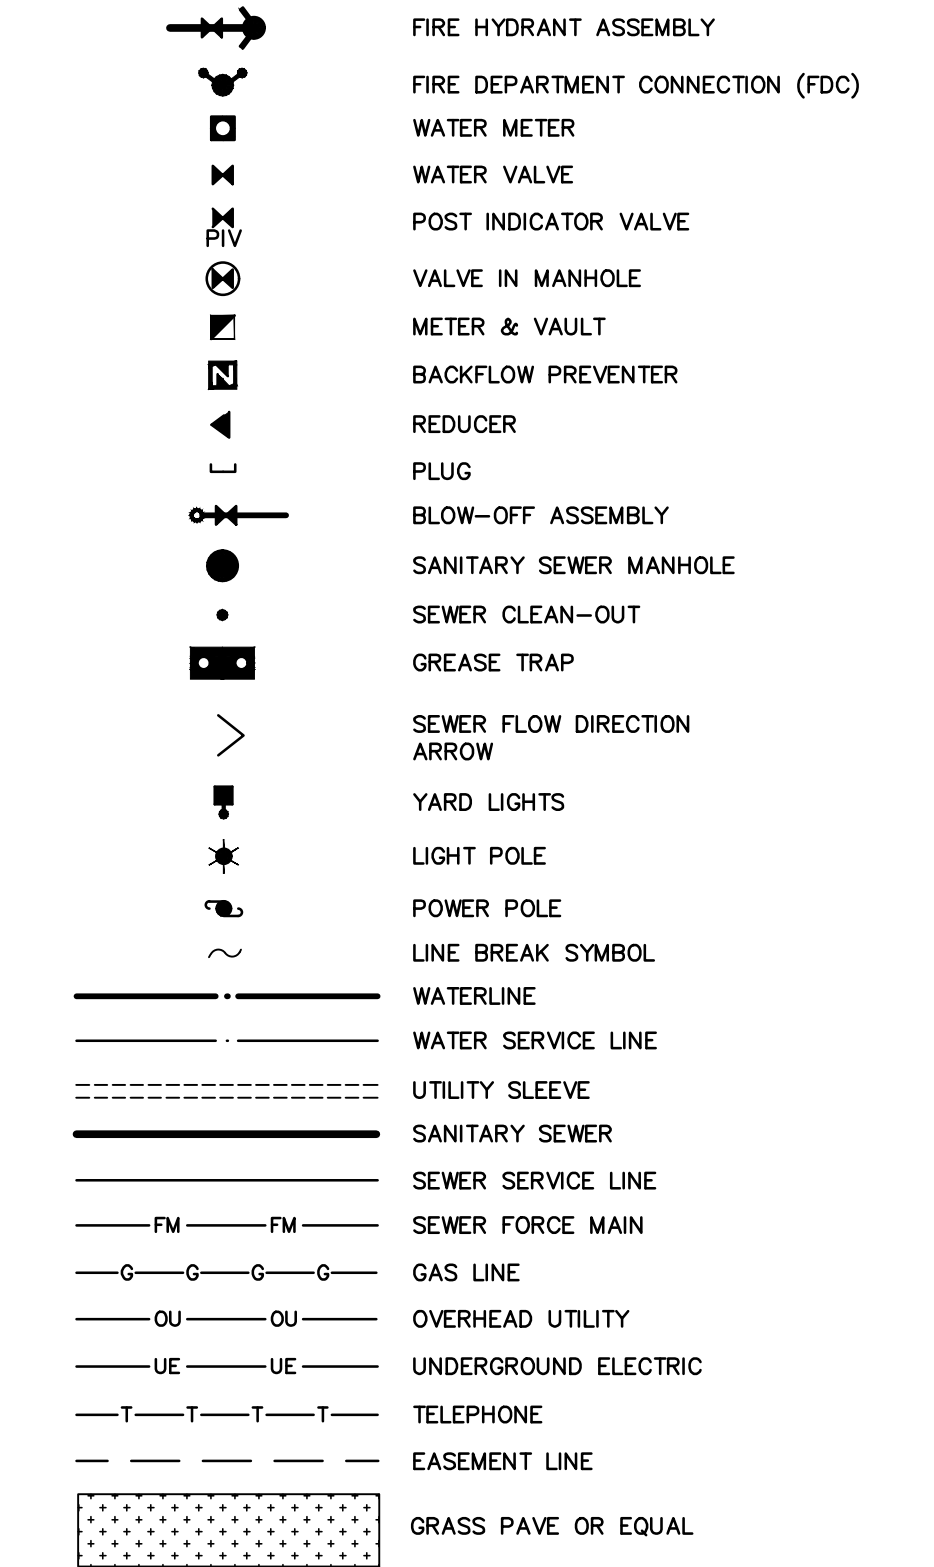 FIRE HYDRANT ASSEMBLY
FIRE DEPARTMENT CONNECTION (FDC)
WATER METER
WATER VALVE
PIV POST INDICATOR VALVE
VALVE IN MANHOLE
METER & VAULT
N BACKFLOW PREVENTER
REDUCER
PLUG
BLOW-OFF ASSEMBLY
SANITARY SEWER MANHOLE
SEWER CLEAN-OUT
GREASE TRAP
SEWER FLOW DIRECTION
ARROW
YARD LIGHTS
LIGHT POLE
POWER POLE
LINE BREAK SYMBOL
WATERLINE
WATER SERVICE LINE
UTILITY SLEEVE
SANITARY SEWER
SEWER SERVICE LINE
FM FM SEWER FORCE MAIN
G G G G GAS LINE
OU OU OVERHEAD UTILITY
UE UE UNDERGROUND ELECTRIC
T T T T TELEPHONE
EASEMENT LINE
GRASS PAVE OR EQUAL